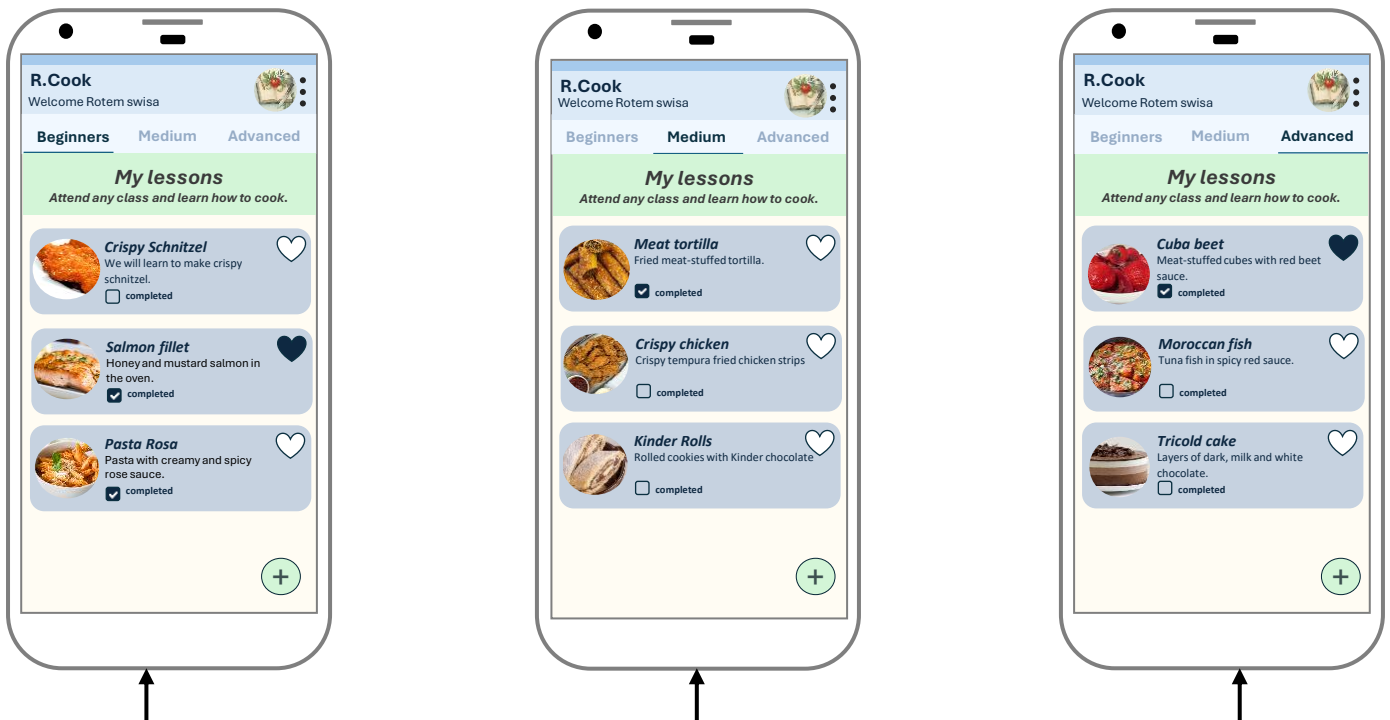 R.Cook
Welcome Rotem swisa
Beginners Medium Advanced
My lessons
Attend any class and learn how to cook.
Crispy Schnitzel
We will learn to make crispy
schnitzel.
completed
Salmon fillet
Honey and mustard salmon in
the oven.
completed
Pasta Rosa
Pasta with creamy and spicy
rose sauce.
completed
+
R.Cook
Welcome Rotem swisa
Beginners Medium Advanced
My lessons
Attend any class and learn how to cook.
Meat tortilla
Fried meat-stuffed tortilla.
completed
Crispy chicken
Crispy tempura fried chicken strips
completed
Kinder Rolls
Rolled cookies with Kinder chocolate
completed
+
R.Cook
Welcome Rotem swisa
Beginners Medium Advanced
My lessons
Attend any class and learn how to cook.
Cuba beet
Meat-stuffed cubes with red beet
sauce.
completed
Moroccan fish
Tuna fish in spicy red sauce.
completed
Tricold cake
Layers of dark, milk and white
chocolate.
completed
+